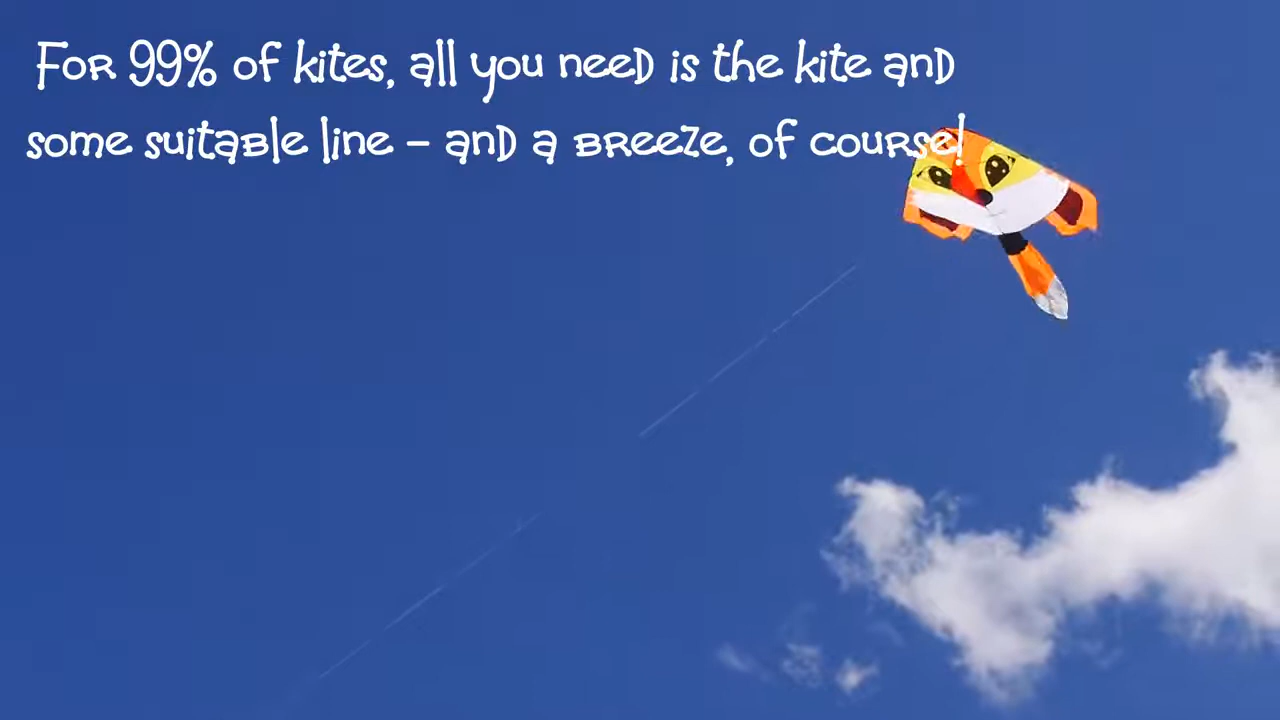 For 99% of kites, all you need is the kite and
some suitable line – and a breeze, of course!